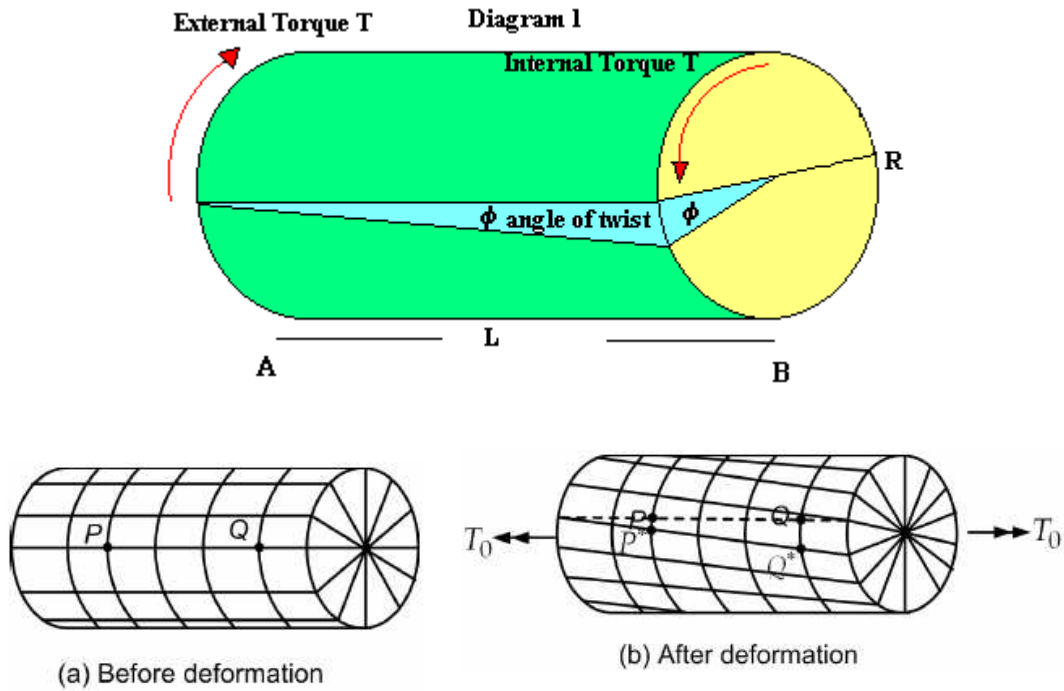 Diagram 1
External Torque T
Internal Torque T
R
ϕ angle of twist
ϕ
L
A
B
P
Q
(a) Before deformation
P
Q
P*
Q*
T₀
T₀
(b) After deformation